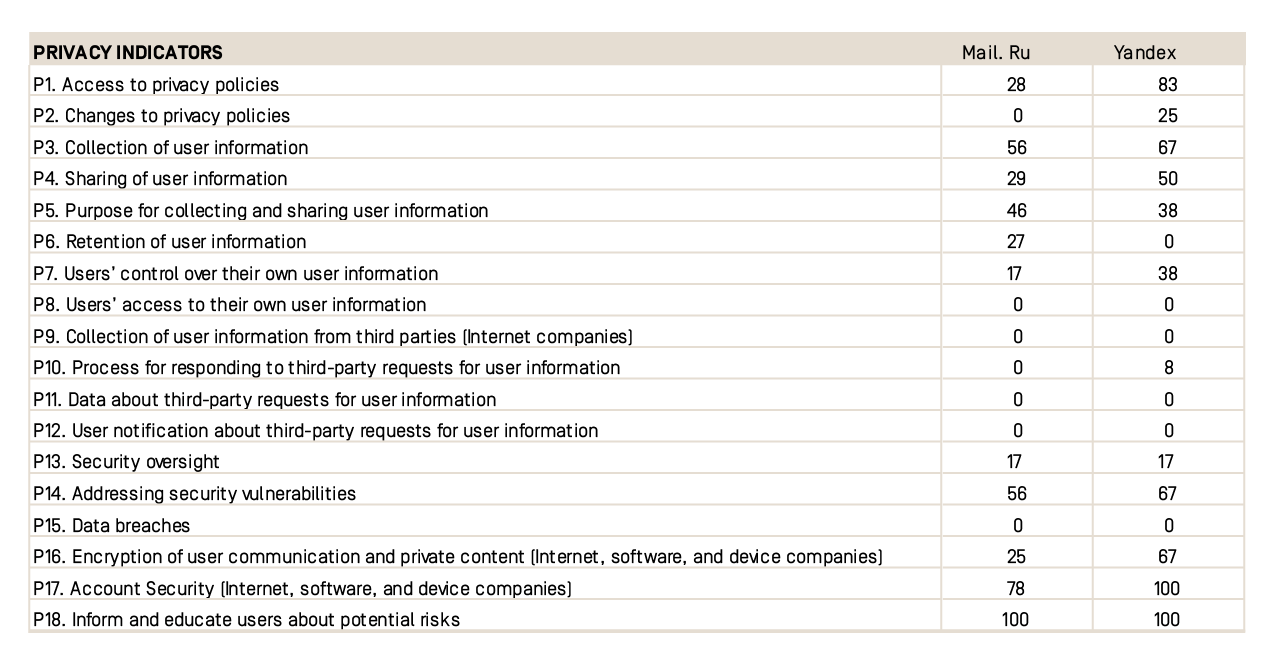 PRIVACY INDICATORS Mail. Ru Yandex
P1. Access to privacy policies 28 83
P2. Changes to privacy policies 0 25
P3. Collection of user information 56 67
P4. Sharing of user information 29 50
P5. Purpose for collecting and sharing user information 46 38
P6. Retention of user information 27 0
P7. Users' control over their own user information 17 38
P8. Users' access to their own user information 0 0
P9. Collection of user information from third parties (Internet companies) 0 0
P10. Process for responding to third-party requests for user information 0 8
P11. Data about third-party requests for user information 0 0
P12. User notification about third-party requests for user information 0 0
P13. Security oversight 17 17
P14. Addressing security vulnerabilities 56 67
P15. Data breaches 0 0
P16. Encryption of user communication and private content (Internet, software, and device companies) 25 67
P17. Account Security (Internet, software, and device companies) 78 100
P18. Inform and educate users about potential risks 100 100